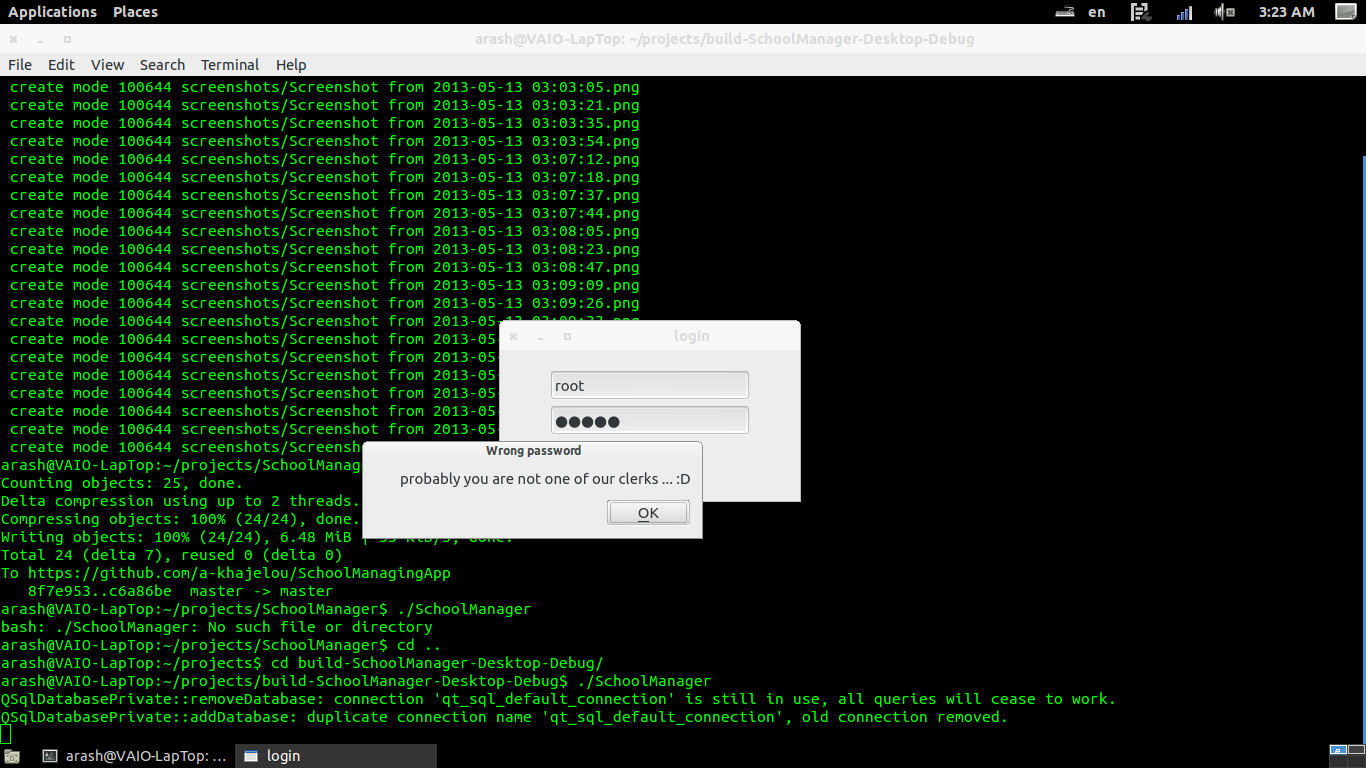 Applications Places en 3:23 AM
arash@VAIO-LapTop: ~/projects/build-SchoolManager-Desktop-Debug
File Edit View Search Terminal Help
create mode 100644 screenshots/Screenshot from 2013-05-13 03:03:05.png
create mode 100644 screenshots/Screenshot from 2013-05-13 03:03:21.png
create mode 100644 screenshots/Screenshot from 2013-05-13 03:03:35.png
create mode 100644 screenshots/Screenshot from 2013-05-13 03:03:54.png
create mode 100644 screenshots/Screenshot from 2013-05-13 03:07:12.png
create mode 100644 screenshots/Screenshot from 2013-05-13 03:07:18.png
create mode 100644 screenshots/Screenshot from 2013-05-13 03:07:37.png
create mode 100644 screenshots/Screenshot from 2013-05-13 03:07:44.png
create mode 100644 screenshots/Screenshot from 2013-05-13 03:08:05.png
create mode 100644 screenshots/Screenshot from 2013-05-13 03:08:23.png
create mode 100644 screenshots/Screenshot from 2013-05-13 03:08:47.png
create mode 100644 screenshots/Screenshot from 2013-05-13 03:09:09.png
create mode 100644 screenshots/Screenshot from 2013-05-13 03:09:26.png
create mode 100644 screenshots/Screenshot from 2013-05-13 03:09:33.png
create mode 100644 screenshots/Screenshot from 2013-05-
create mode 100644 screenshots/Screenshot from 2013-05-
create mode 100644 screenshots/Screenshot from 2013-05-
create mode 100644 screenshots/Screenshot from 2013-05-
create mode 100644 screenshots/Screenshot from 2013-05-
create mode 100644 screenshots/Screenshot from 2013-05-
create mode 100644 screenshots/Screensh
arash@VAIO-LapTop:~/projects/SchoolManag
Counting objects: 25, done.
Delta compression using up to 2 threads.
Compressing objects: 100% (24/24), done.
Writing objects: 100% (24/24), 6.48 MiB
Total 24 (delta 7), reused 0 (delta 0)
To https://github.com/a-khajelou/SchoolManagingApp
8f7e953..c6a86be master -> master
arash@VAIO-LapTop:~/projects/SchoolManager$ ./SchoolManager
bash: ./SchoolManager: No such file or directory
arash@VAIO-LapTop:~/projects/SchoolManager$ cd ..
arash@VAIO-LapTop:~/projects$ cd build-SchoolManager-Desktop-Debug/
arash@VAIO-LapTop:~/projects/build-SchoolManager-Desktop-Debug$ ./SchoolManager
QSqlDatabasePrivate::removeDatabase: connection 'qt_sql_default_connection' is still in use, all queries will cease to work.
QSqlDatabasePrivate::addDatabase: duplicate connection name 'qt_sql_default_connection', old connection removed.
login
root
●●●●●
Wrong password
probably you are not one of our clerks ... :D
OK
arash@VAIO-LapTop: ... login